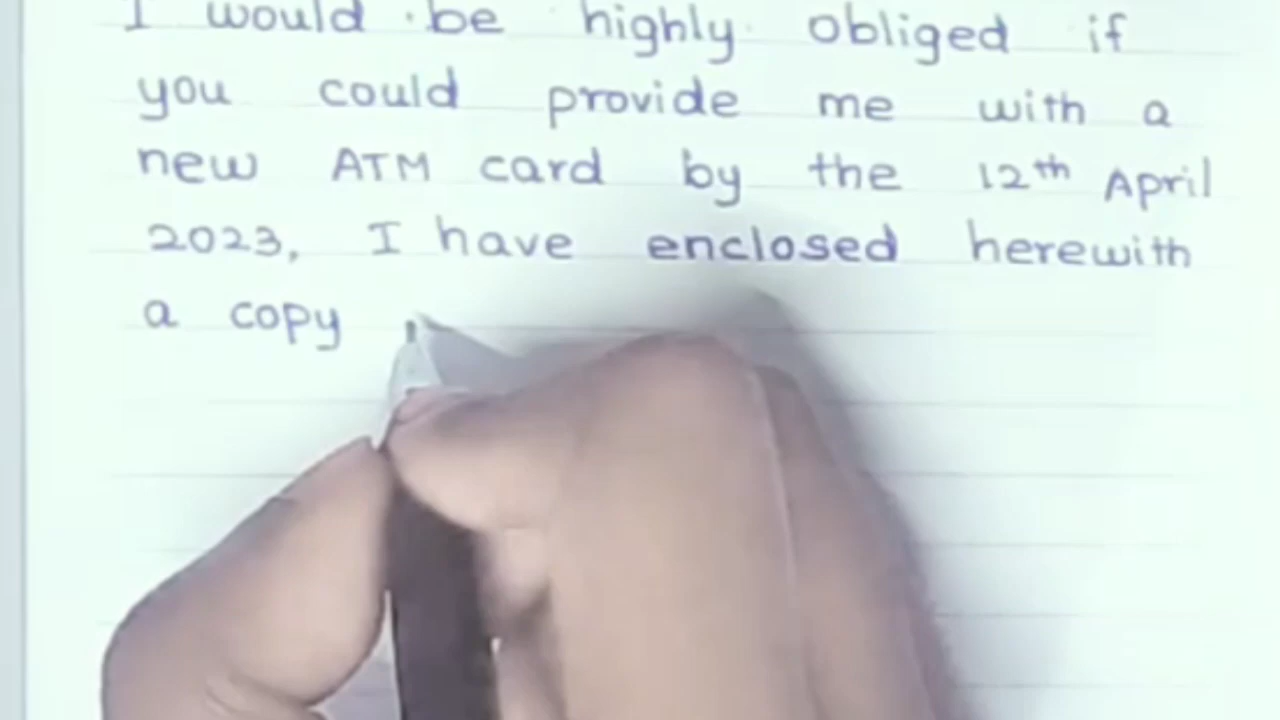 I would be highly obliged if
you could provide me with a
new ATM card by the 12th April
2023, I have enclosed herewith
a copy